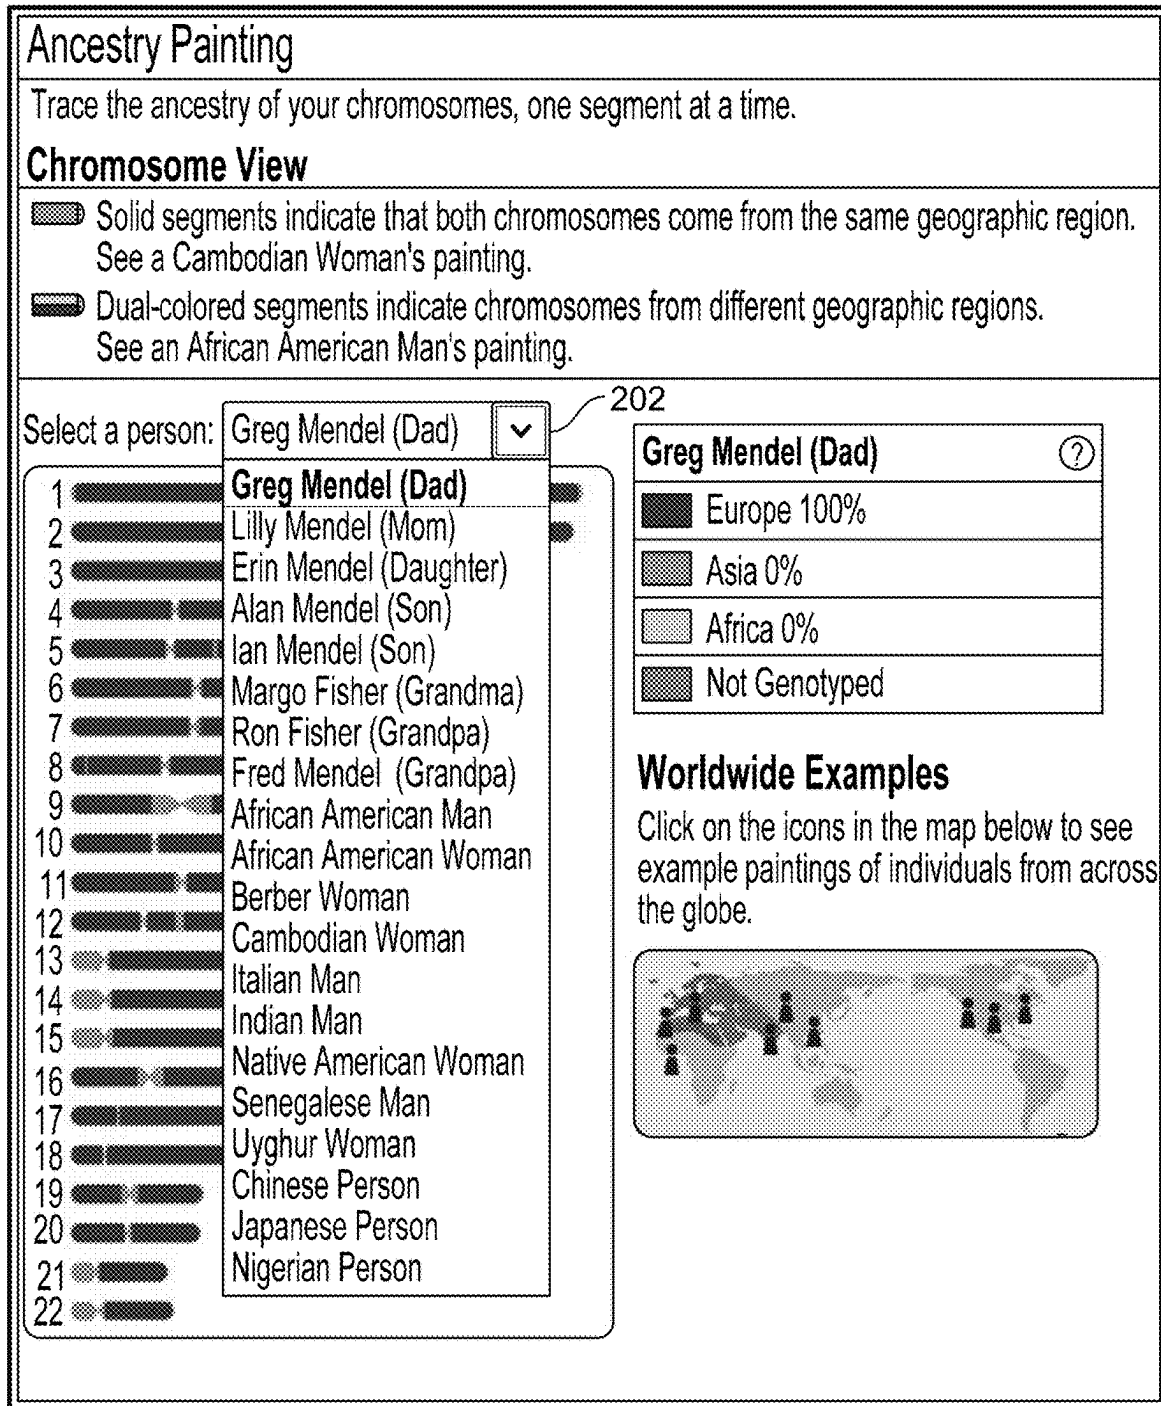 Ancestry Painting
Trace the ancestry of your chromosomes, one segment at a time.
Chromosome View
Solid segments indicate that both chromosomes come from the same geographic region.
See a Cambodian Woman's painting.
Dual-colored segments indicate chromosomes from different geographic regions.
See an African American Man's painting.
Select a person: Greg Mendel (Dad)
202
Greg Mendel (Dad)
Lilly Mendel (Mom)
Erin Mendel (Daughter)
Alan Mendel (Son)
Ian Mendel (Son)
Margo Fisher (Grandma)
Ron Fisher (Grandpa)
Fred Mendel (Grandpa)
African American Man
African American Woman
Berber Woman
Cambodian Woman
Italian Man
Indian Man
Native American Woman
Senegalese Man
Uyghur Woman
Chinese Person
Japanese Person
Nigerian Person
1
2
3
4
5
6
7
8
9
10
11
12
13
14
15
16
17
18
19
20
21
22
Greg Mendel (Dad) ?
Europe 100%
Asia 0%
Africa 0%
Not Genotyped
Worldwide Examples
Click on the icons in the map below to see
example paintings of individuals from across
the globe.